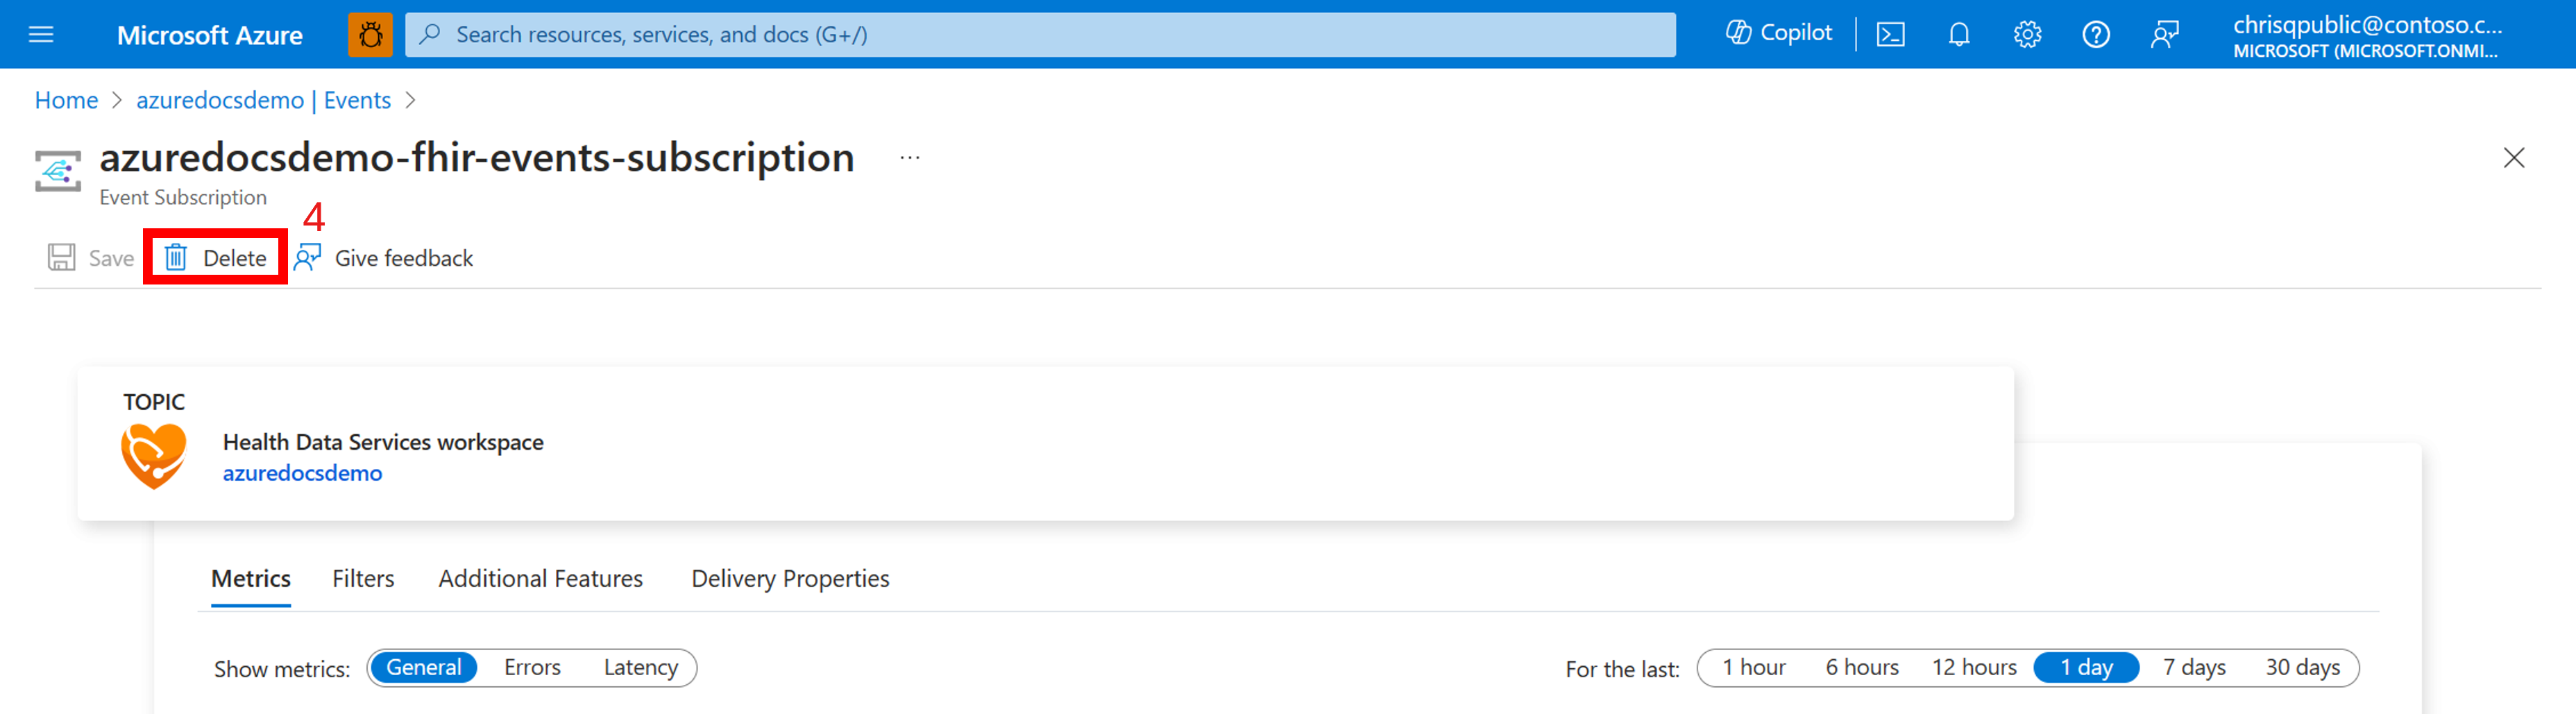 Microsoft Azure Search resources, services, and docs (G+/) Copilot chrisqpublic@contoso.c...
MICROSOFT (MICROSOFT.ONMI...
Home > azuredocsdemo | Events >
azuredocsdemo-fhir-events-subscription ...
Event Subscription
4
Save Delete Give feedback
TOPIC
Health Data Services workspace
azuredocsdemo
Metrics Filters Additional Features Delivery Properties
Show metrics: General Errors Latency For the last: 1 hour 6 hours 12 hours 1 day 7 days 30 days